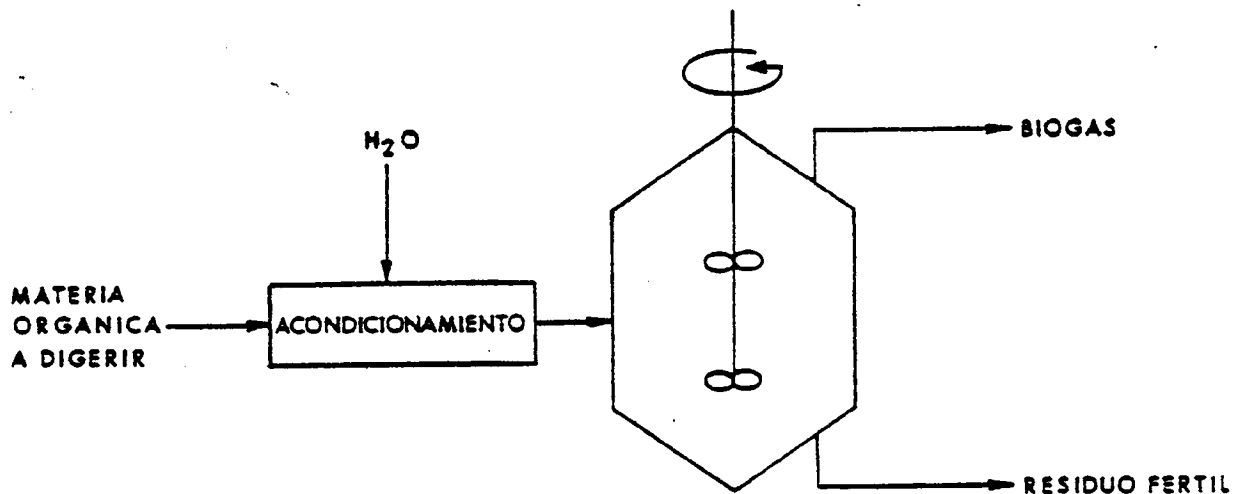 H₂O
BIOGAS
MATERIA
ORGANICA
A DIGERIR
ACONDICIONAMIENTO
RESIDUO FERTIL